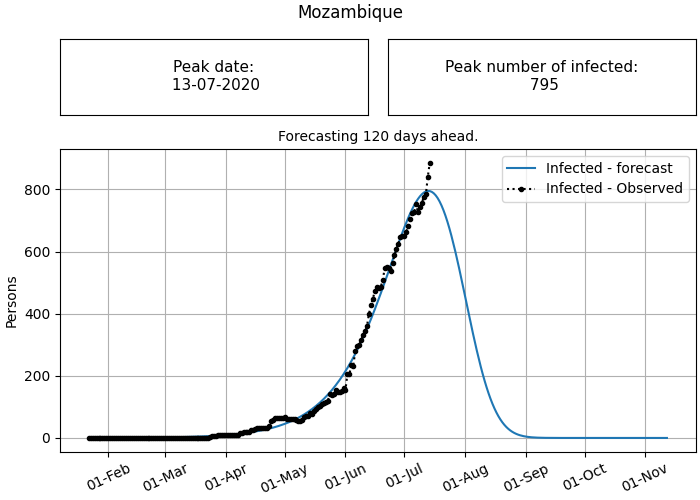 Mozambique
Peak date:
13-07-2020
Peak number of infected:
795
Forecasting 120 days ahead.
Infected - forecast
Infected - Observed
Persons
800
600
400
200
0
01-Feb
01-Mar
01-Apr
01-May
01-Jun
01-Jul
01-Aug
01-Sep
01-Oct
01-Nov